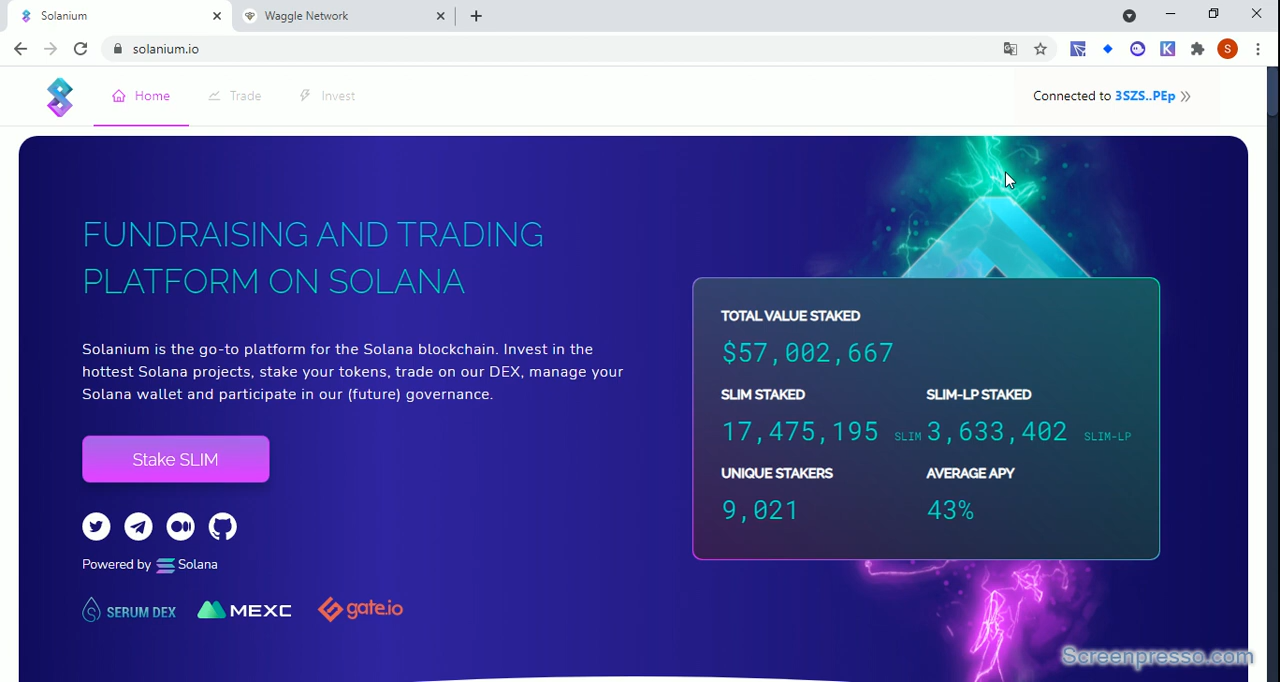 Solanium
Waggle Network
solanium.io
K
S
Home
Trade
Invest
Connected to 3SZS..PEp
FUNDRAISING AND TRADING
PLATFORM ON SOLANA
Solanium is the go-to platform for the Solana blockchain. Invest in the
hottest Solana projects, stake your tokens, trade on our DEX, manage your
Solana wallet and participate in our (future) governance.
Stake SLIM
Powered by Solana
SERUM DEX
MEXC
gate.io
TOTAL VALUE STAKED
$57,002,667
SLIM STAKED
SLIM-LP STAKED
17,475,195 SLIM
3,633,402 SLIM-LP
UNIQUE STAKERS
AVERAGE APY
9,021
43%
Screenpresso.com